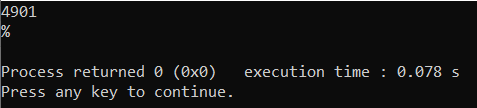 4901
%
Process returned 0 (0x0)   execution time : 0.078 s
Press any key to continue.